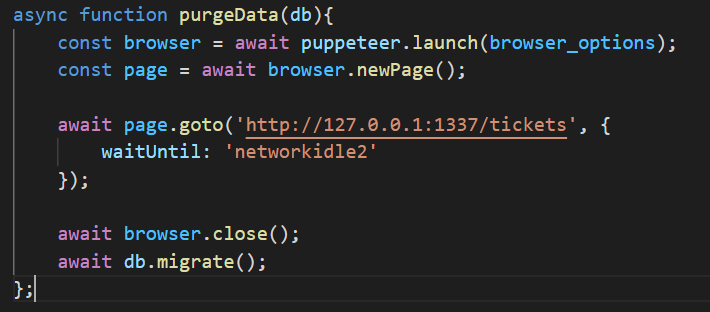 async function purgeData(db){
    const browser = await puppeteer.launch(browser_options);
    const page = await browser.newPage();

    await page.goto('http://127.0.0.1:1337/tickets', {
        waitUntil: 'networkidle2'
    });

    await browser.close();
    await db.migrate();
};